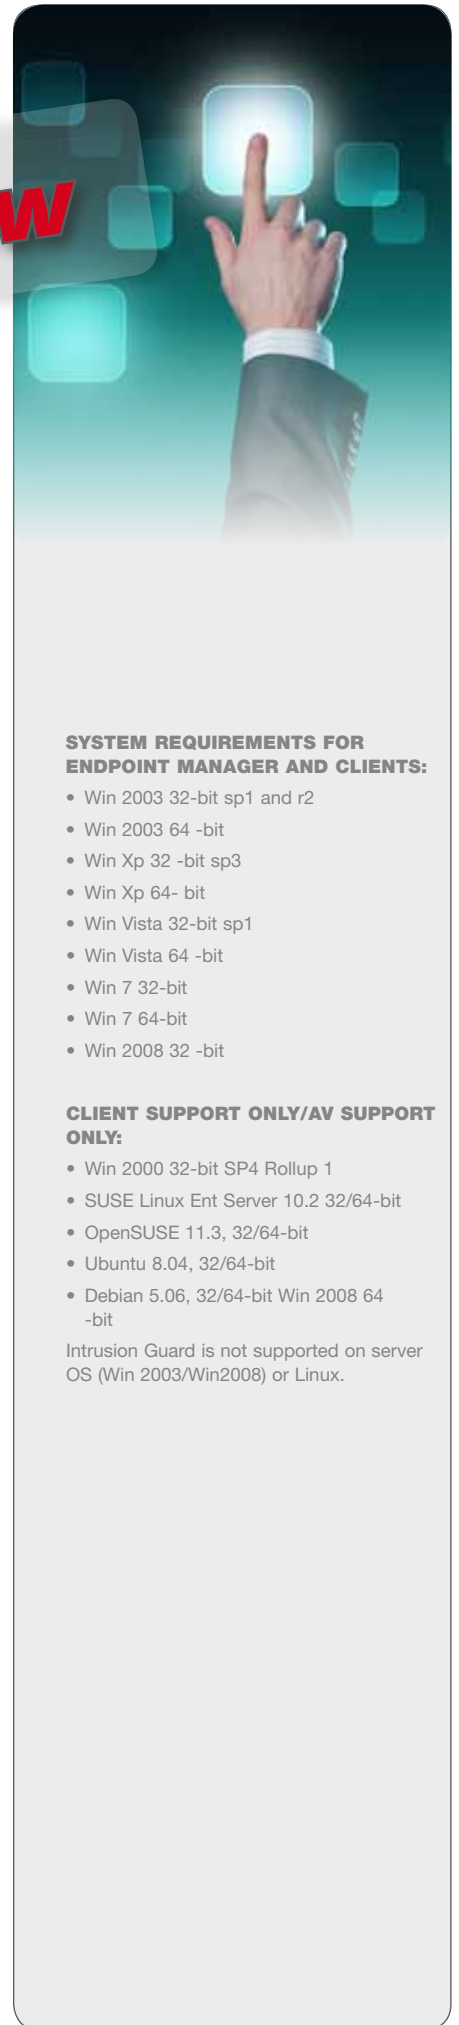 W
SYSTEM REQUIREMENTS FOR
ENDPOINT MANAGER AND CLIENTS:
• Win 2003 32-bit sp1 and r2
• Win 2003 64 -bit
• Win Xp 32 -bit sp3
• Win Xp 64- bit
• Win Vista 32-bit sp1
• Win Vista 64 -bit
• Win 7 32-bit
• Win 7 64-bit
• Win 2008 32 -bit
CLIENT SUPPORT ONLY/AV SUPPORT
ONLY:
• Win 2000 32-bit SP4 Rollup 1
• SUSE Linux Ent Server 10.2 32/64-bit
• OpenSUSE 11.3, 32/64-bit
• Ubuntu 8.04, 32/64-bit
• Debian 5.06, 32/64-bit Win 2008 64
-bit
Intrusion Guard is not supported on server
OS (Win 2003/Win2008) or Linux.